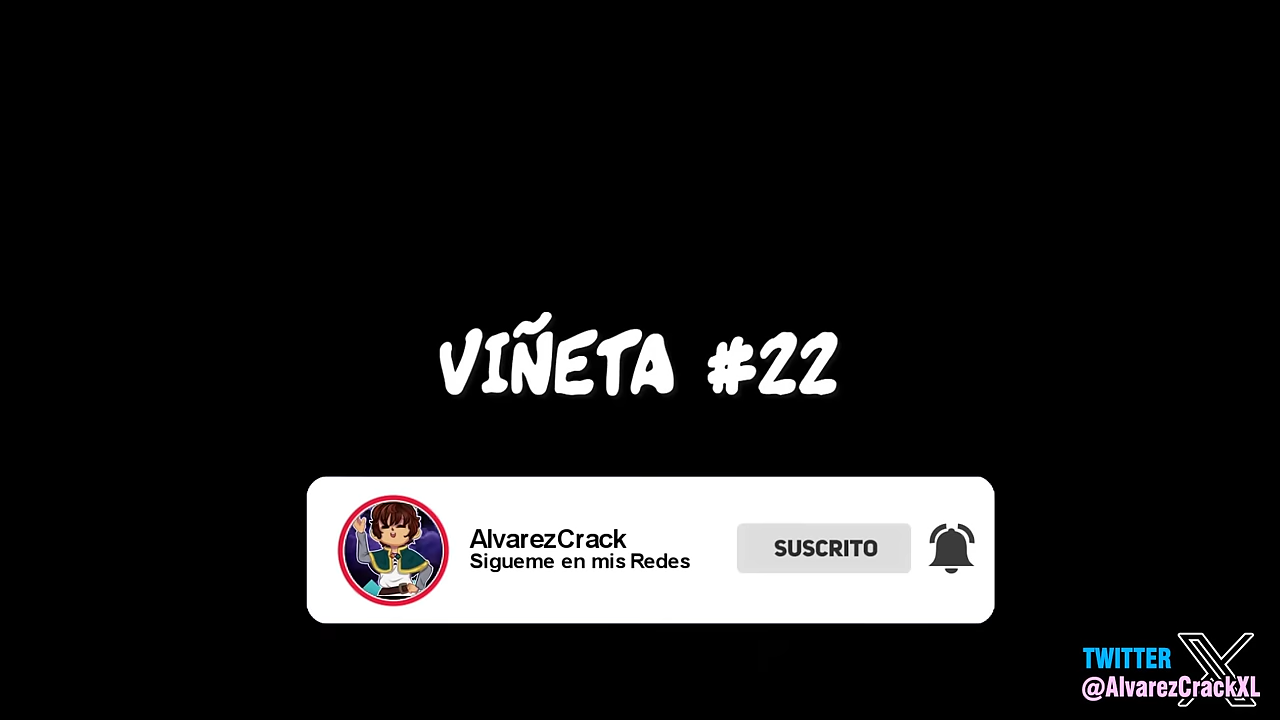 VIÑETA #22
AlvarezCrack
Sigueme en mis Redes
SUSCRITO
TWITTER
@AlvarezCrackXL